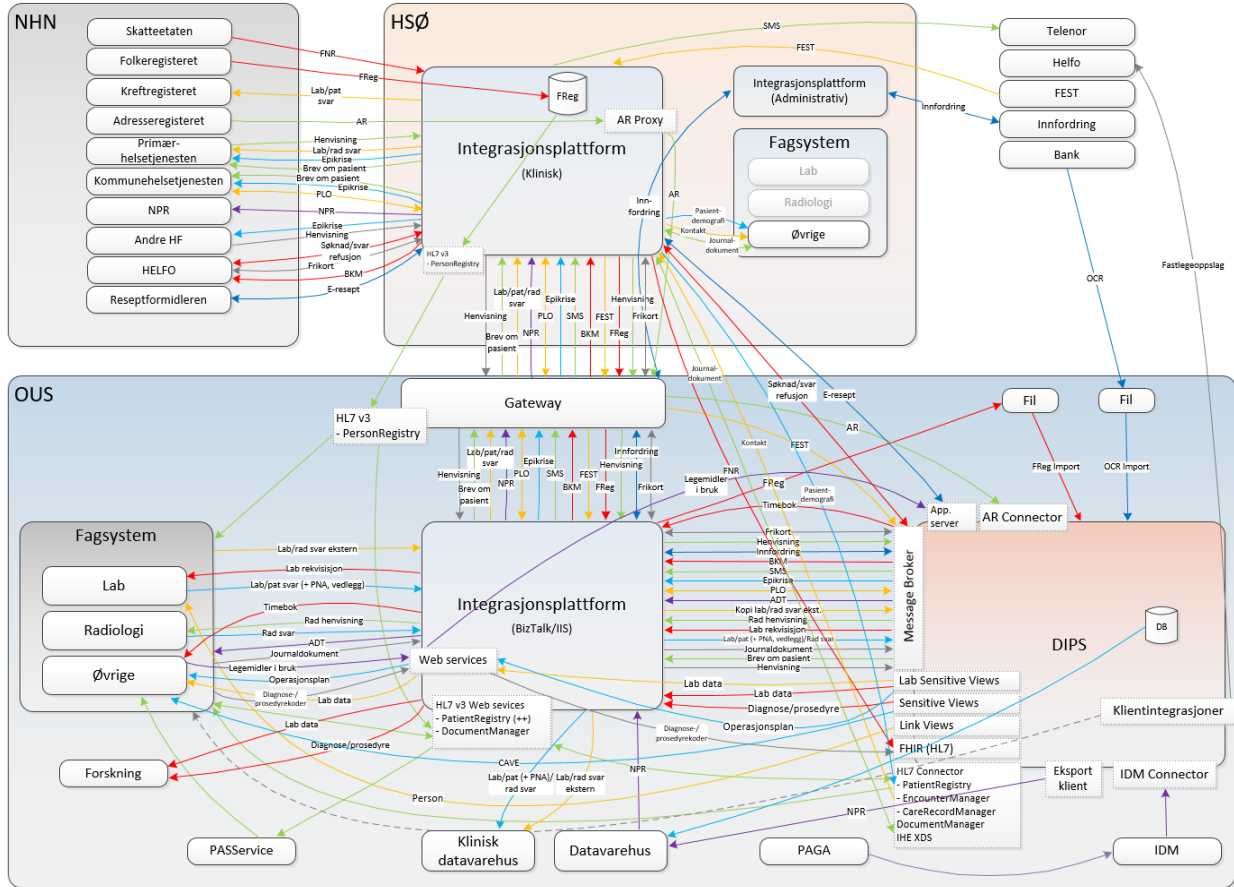 NHN
Skatteetaten
Folkeregisteret
Kreftregisteret
Adresseregisteret
Primær-
helsetjenesten
Kommunehelsetjenesten
NPR
Andre HF
HELFO
Reseptformidleren
FNR
FReg
Lab/pat
svar
AR
Henvisning
Lab/rad svar
Epikrise
Brev om pasient
Brev om pasient
Epikrise
PLO
NPR
Epikrise
Henvisning
Søknad/svar
refusjon
Frikort
BKM
E-resept
HSØ
FReg
AR Proxy
Integrasjonsplattform
(Klinisk)
HL7 v3
- PersonRegistry
SMS
FEST
Integrasjonsplattform
(Administrativ)
Innfordring
Fagsystem
Lab
Radiologi
Øvrige
AR
Inn-
fordring
Pasient-
demografi
Kontakt
Journal-
dokument
Telenor
Helfo
FEST
Innfordring
Bank
OCR
Fastlegeoppslag
Henvisning
Brev om
pasient
Lab/pat/rad
svar
NPR
PLO
Epikrise
SMS
BKM
FEST
FReg
Henvisning
Frikort
OUS
Gateway
HL7 v3
- PersonRegistry
Journal-
dokument
Søknad/svar
refusjon
E-resept
Kontakt
FEST
AR
Fil
Fil
FReg Import
OCR Import
Henvisning
Brev om
pasient
Lab/pat/rad
svar
NPR
PLO
Epikrise
SMS
BKM
FEST
FReg
Henvisning
Innfordring
Frikort
FNR
Legemidler
i bruk
FReg
Pasient-
demografi
Timebok
App.
server
AR Connector
Fagsystem
Lab
Radiologi
Øvrige
Lab/rad svar ekstern
Lab rekvisisjon
Lab/pat svar (+ PNA, vedlegg)
Timebok
Rad henvisning
Rad svar
ADT
Journaldokument
Legemidler i bruk
Operasjonsplan
Diagnose-/
prosedyrekoder
Lab data
Lab data
Diagnose/prosedyre
Integrasjonsplattform
(BizTalk/IIS)
Web services
HL7 v3 Web sevices
- PatientRegistry (++)
- DocumentManager
Frikort
Henvisning
Innfordring
BKM
SMS
Epikrise
PLO
ADT
Kopi lab/rad svar ekst.
Rad henvisning
Lab rekvisisjon
Lab/pat (+ PNA, vedlegg)/Rad svar
Journaldokument
Brev om pasient
Henvisning
Lab data
Lab data
Diagnose/prosedyre
Operasjonsplan
Diagnose-/
prosedyrekoder
Message Broker
DIPS
DB
Lab Sensitive Views
Sensitive Views
Link Views
FHIR (HL7)
HL7 Connector
- PatientRegistry
- EncounterManager
- CareRecordManager
DocumentManager
IHE XDS
Klientintegrasjoner
Eksport
klient
IDM Connector
Forskning
CAVE
Person
Lab/pat (+ PNA)/
rad svar
Lab/rad svar
ekstern
NPR
NPR
PASService
Klinisk
datavarehus
Datavarehus
PAGA
IDM